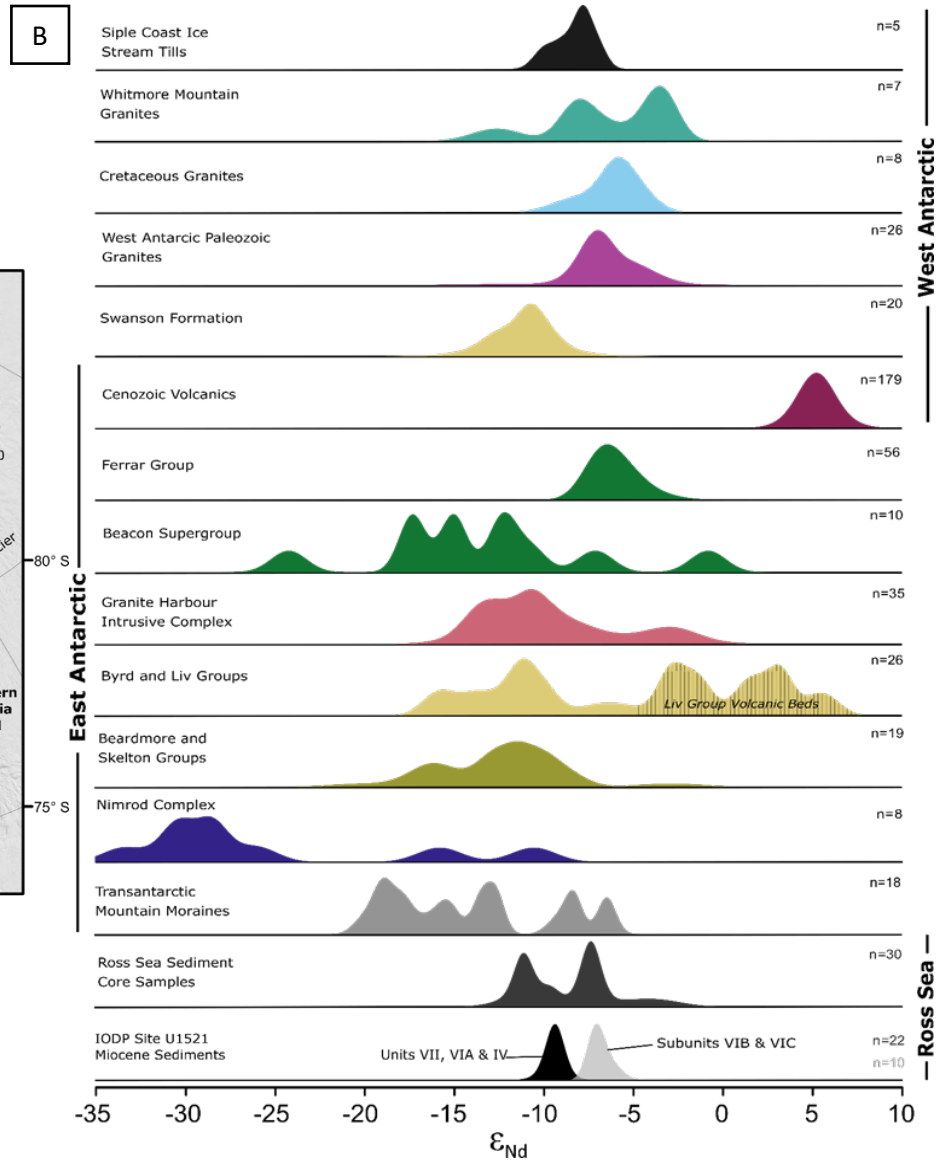 B
Siple Coast Ice
Stream Tills
n=5
Whitmore Mountain
Granites
n=7
Cretaceous Granites
n=8
West Antarcic Paleozoic
Granites
n=26
Swanson Formation
n=20
Cenozoic Volcanics
n=179
Ferrar Group
n=56
Beacon Supergroup
n=10
Granite Harbour
Intrusive Complex
n=35
Byrd and Liv Groups
n=26
Liv Group Volcanic Beds
Beardmore and
Skelton Groups
n=19
Nimrod Complex
n=8
Transantarctic
Mountain Moraines
n=18
Ross Sea Sediment
Core Samples
n=30
IODP Site U1521
Miocene Sediments
Units VII, VIA & IV
Subunits VIB & VIC
n=22
n=10
West Antarctic
East Antarctic
Ross Sea
80° S
75° S
-35 -30 -25 -20 -15 -10 -5 0 5 10
εNd